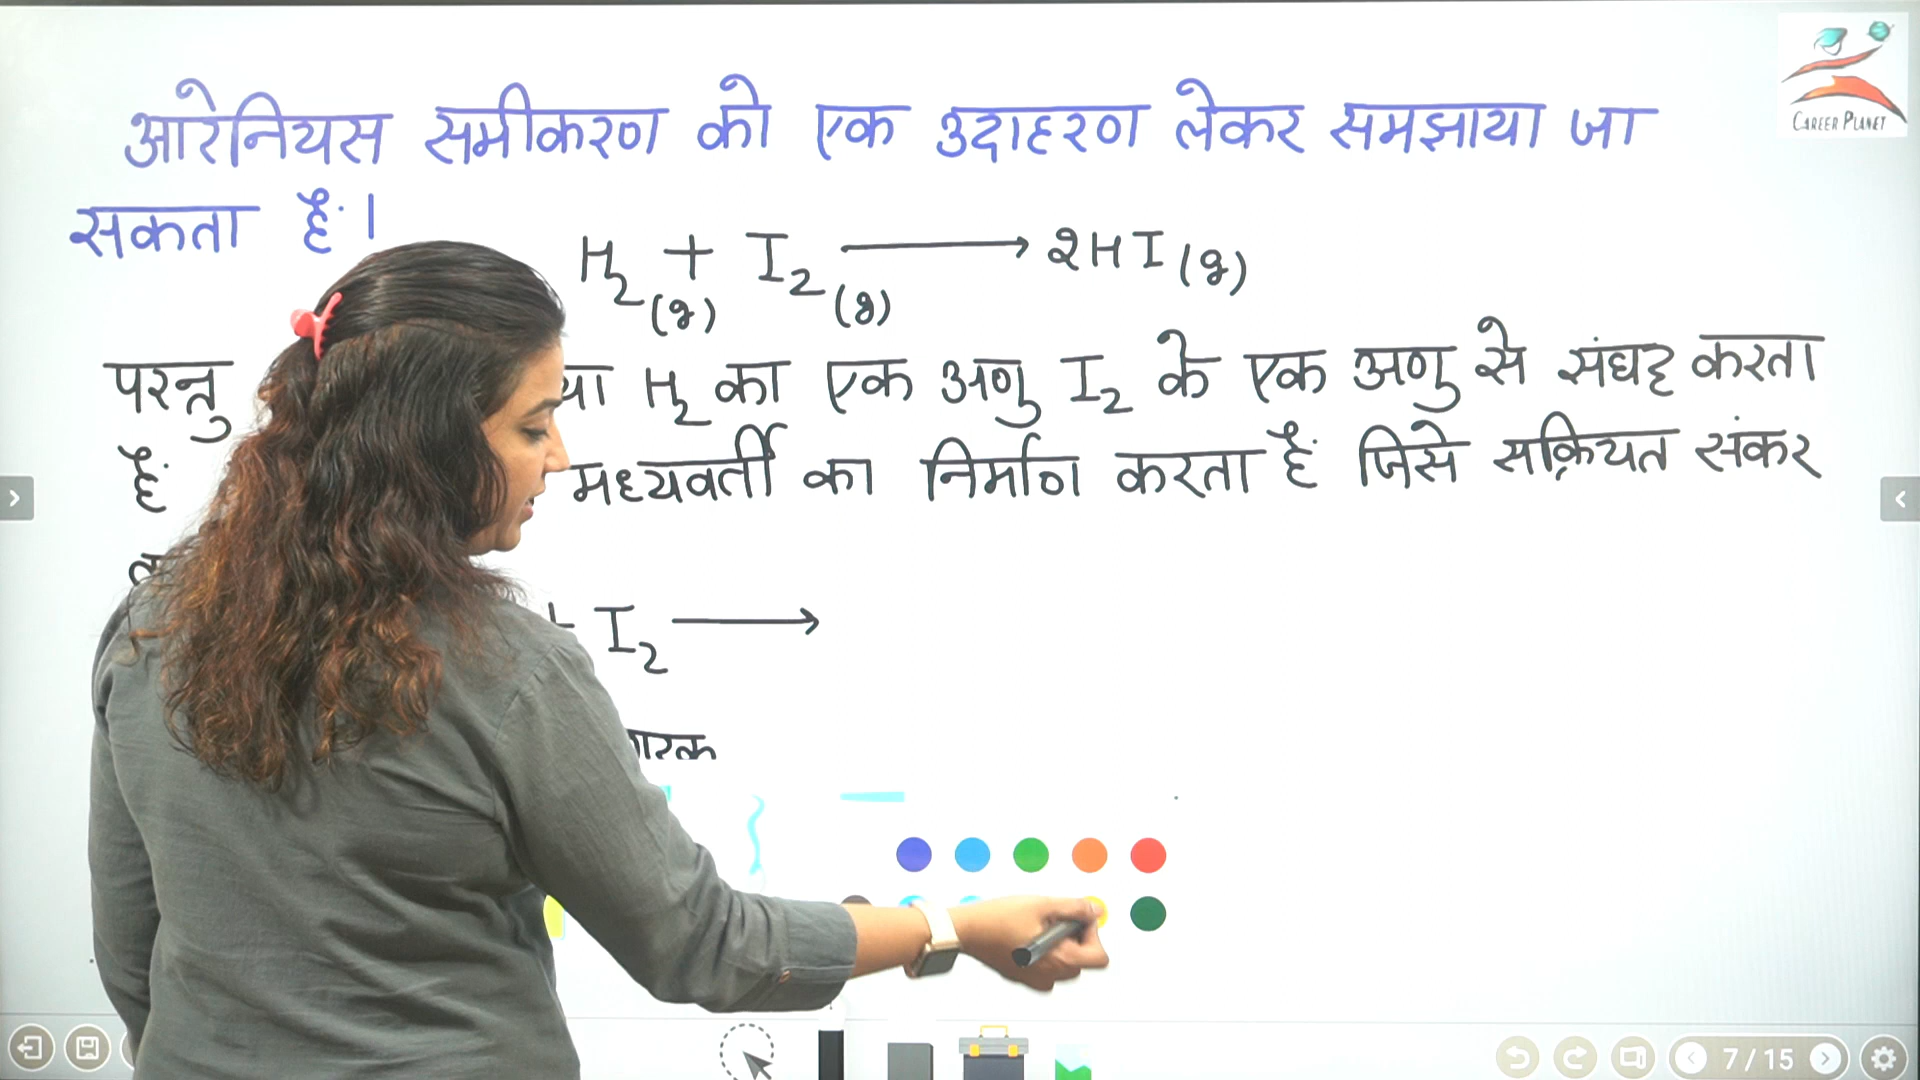 CAREER PLANET
आरेनियस समीकरण को एक उदाहरण लेकर समझाया जा
सकता हैं।
H₂(g) + I₂(g) ⟶ 2HI(g)
परन्तु या H₂ का एक अणु I₂ के एक अणु से संघट्ट करता
हैं मध्यवर्ती का निर्माण करता हैं जिसे सक्रियत संकर
+ I₂ ⟶
कारक
7/15